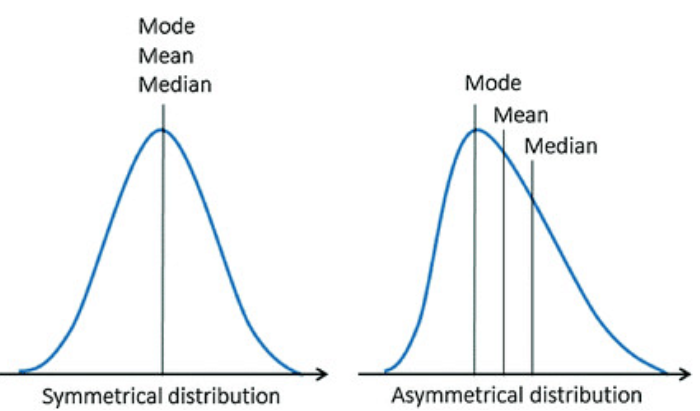 Mode
Mean
Median
Symmetrical distribution
Mode
Mean
Median
Asymmetrical distribution